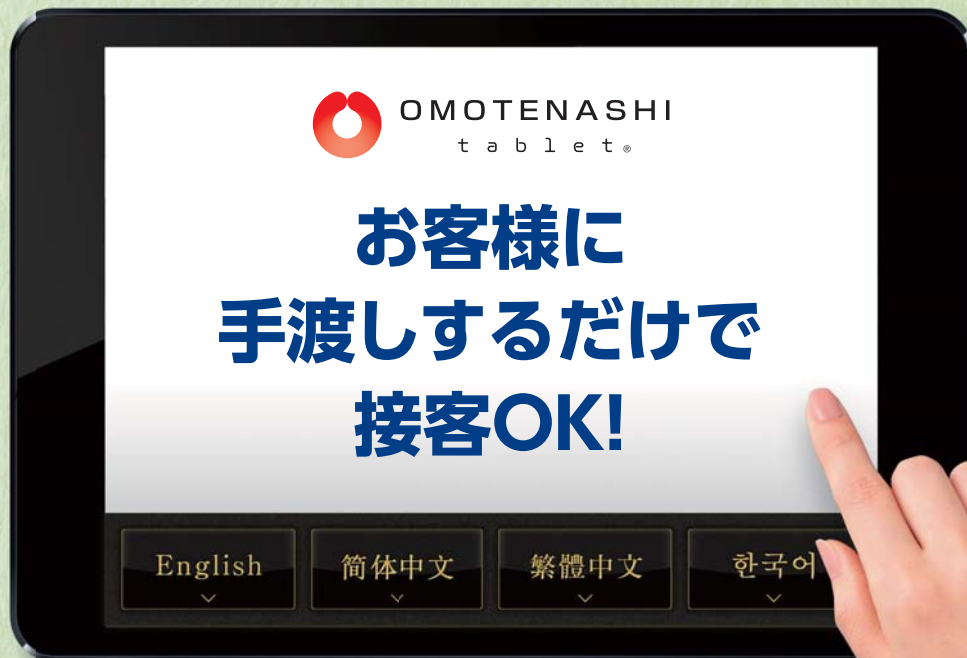 OMOTENASHI
tablet®
お客様に
手渡しするだけで
接客OK!
English
简体中文
繁體中文
한국어